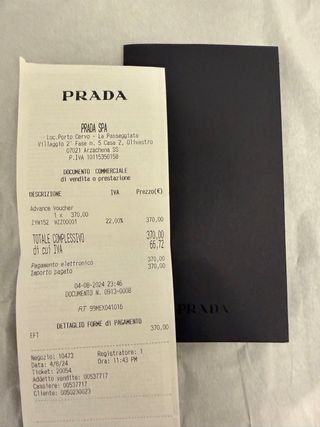 PRADA
PRADA SPA
Loc.Porto Cervo - La Passeggiata
Villaggio 2° Fase n. 5 Casa 2, Olivastro
07021 Arzachena SS
P.IVA 10115350158
DOCUMENTO COMMERCIALE
di vendita o prestazione
DESCRIZIONE IVA Prezzo(€)
Advance Voucher
1 x 370,00
22,00% 370,00
TOTALE COMPLESSIVO 370,00
di cui IVA 66,72
Pagamento elettronico 370,00
Importo pagato 370,00
04-08-2024 23:46
DOCUMENTO N. 0913-0008
RT 99MEX041016
DETTAGLIO FORME di PAGAMENTO
EFT 370,00
Negozio: 10473 Registratore: 1
Data: 4/8/24 Ora: 11:43 PM
Ticket: 20054
Addetto vendite: 00537717
Cassiere: 00537717
Cliente: 0050200023
PRADA